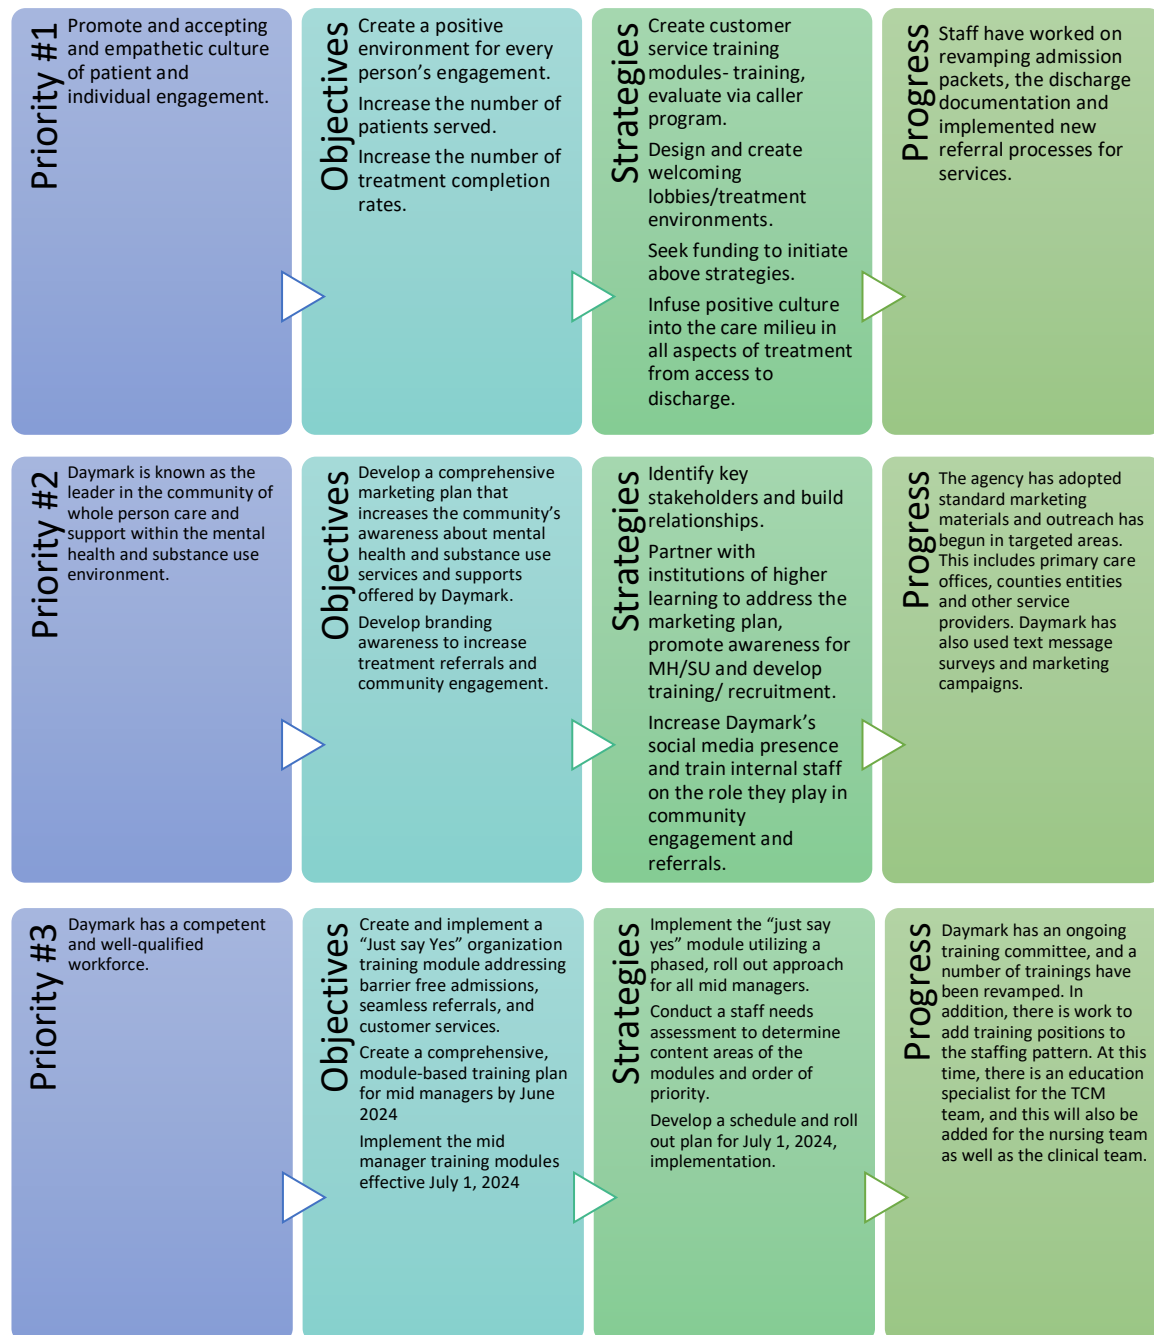 Priority #1
Promote and accepting
and empathetic culture
of patient and
individual engagement.
Objectives
Create a positive
environment for every
person’s engagement.
Increase the number of
patients served.
Increase the number of
treatment completion
rates.
Strategies
Create customer
service training
modules- training,
evaluate via caller
program.
Design and create
welcoming
lobbies/treatment
environments.
Seek funding to initiate
above strategies.
Infuse positive culture
into the care milieu in
all aspects of treatment
from access to
discharge.
Progress
Staff have worked on
revamping admission
packets, the discharge
documentation and
implemented new
referral processes for
services.
Priority #2
Daymark is known as the
leader in the community of
whole person care and
support within the mental
health and substance use
environment.
Objectives
Develop a comprehensive
marketing plan that
increases the community’s
awareness about mental
health and substance use
services and supports
offered by Daymark.
Develop branding
awareness to increase
treatment referrals and
community engagement.
Strategies
Identify key
stakeholders and build
relationships.
Partner with
institutions of higher
learning to address the
marketing plan,
promote awareness for
MH/SU and develop
training/ recruitment.
Increase Daymark’s
social media presence
and train internal staff
on the role they play in
community
engagement and
referrals.
Progress
The agency has adopted
standard marketing
materials and outreach has
begun in targeted areas.
This includes primary care
offices, counties entities
and other service
providers. Daymark has
also used text message
surveys and marketing
campaigns.
Priority #3
Daymark has a competent
and well-qualified
workforce.
Objectives
Create and implement a
“Just say Yes” organization
training module addressing
barrier free admissions,
seamless referrals, and
customer services.
Create a comprehensive,
module-based training plan
for mid managers by June
2024
Implement the mid
manager training modules
effective July 1, 2024
Strategies
Implement the “just say
yes” module utilizing a
phased, roll out approach
for all mid managers.
Conduct a staff needs
assessment to determine
content areas of the
modules and order of
priority.
Develop a schedule and roll
out plan for July 1, 2024,
implementation.
Progress
Daymark has an ongoing
training committee, and a
number of trainings have
been revamped. In
addition, there is work to
add training positions to
the staffing pattern. At this
time, there is an education
specialist for the TCM
team, and this will also be
added for the nursing team
as well as the clinical team.